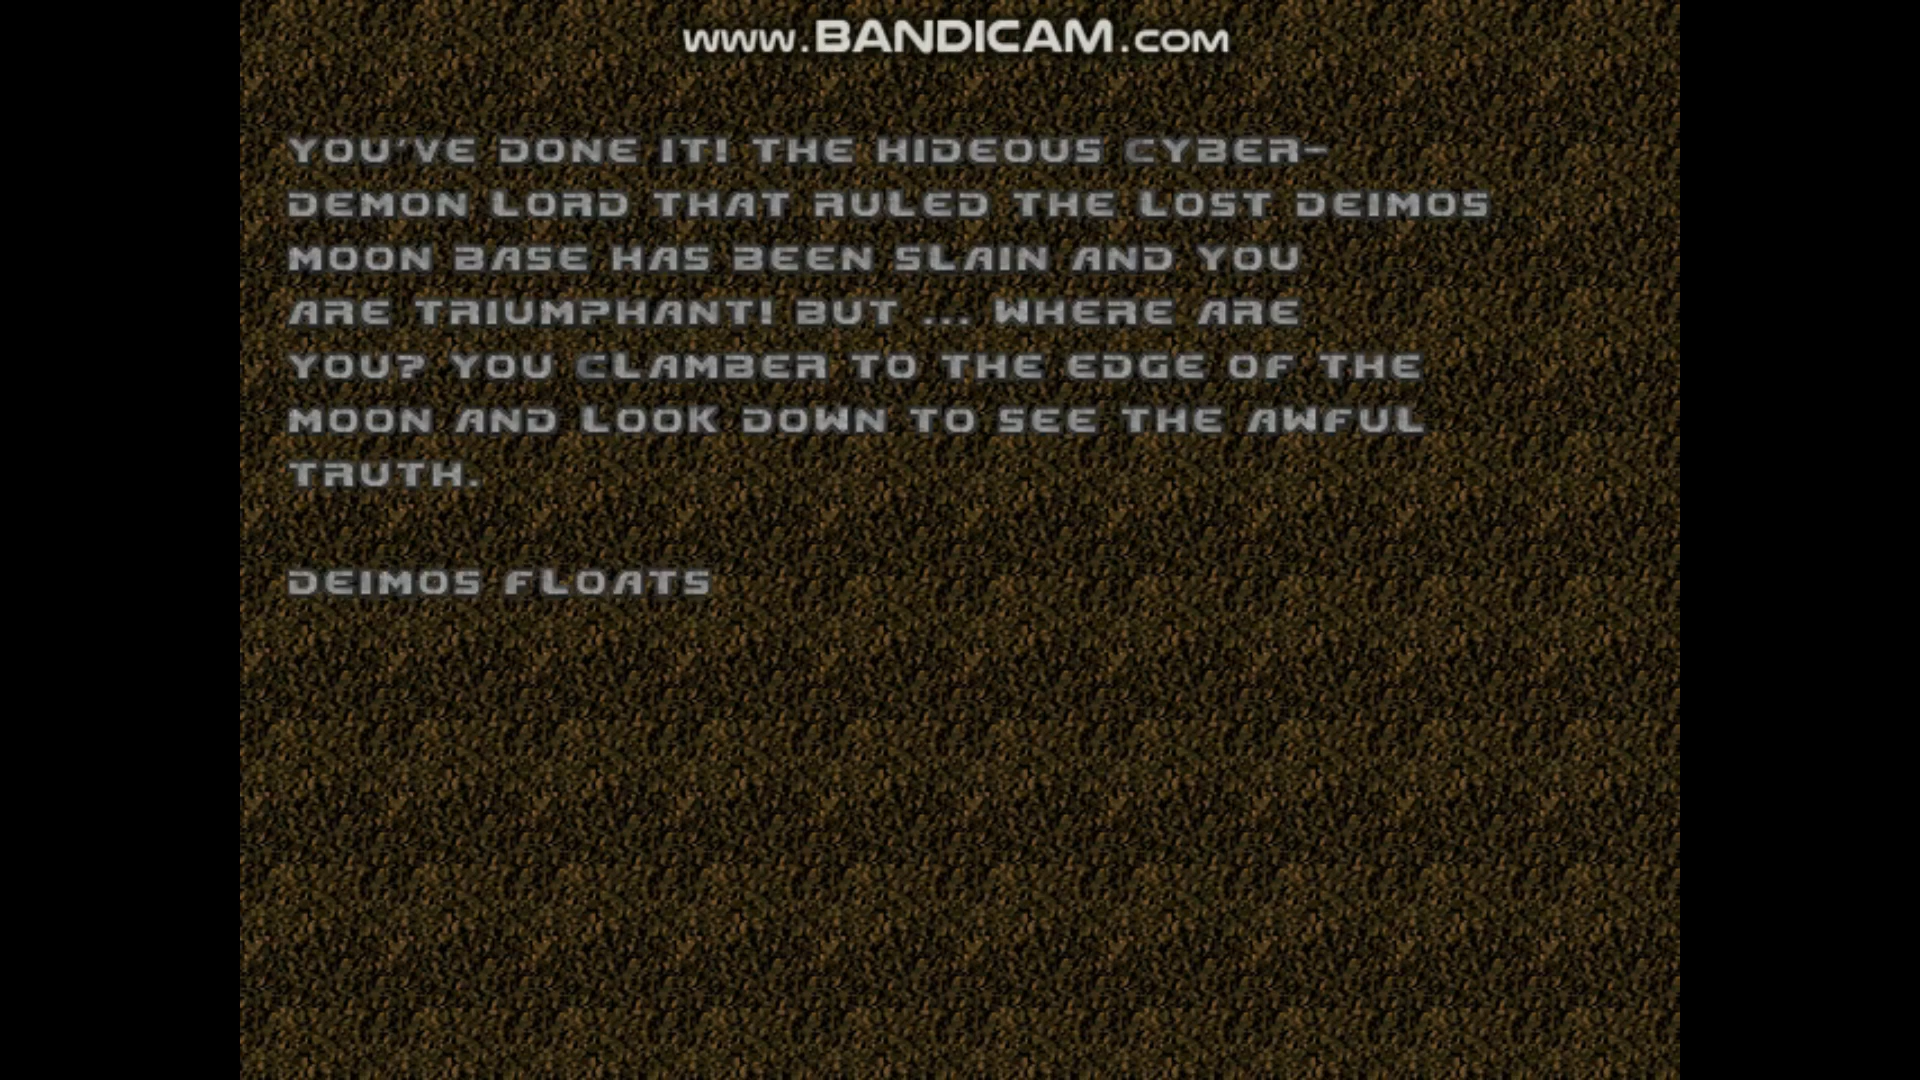 www.BANDICAM.com
YOU'VE DONE IT! THE HIDEOUS CYBER-
DEMON LORD THAT RULED THE LOST DEIMOS
MOON BASE HAS BEEN SLAIN AND YOU
ARE TRIUMPHANT! BUT ... WHERE ARE
YOU? YOU CLAMBER TO THE EDGE OF THE
MOON AND LOOK DOWN TO SEE THE AWFUL
TRUTH.
DEIMOS FLOATS